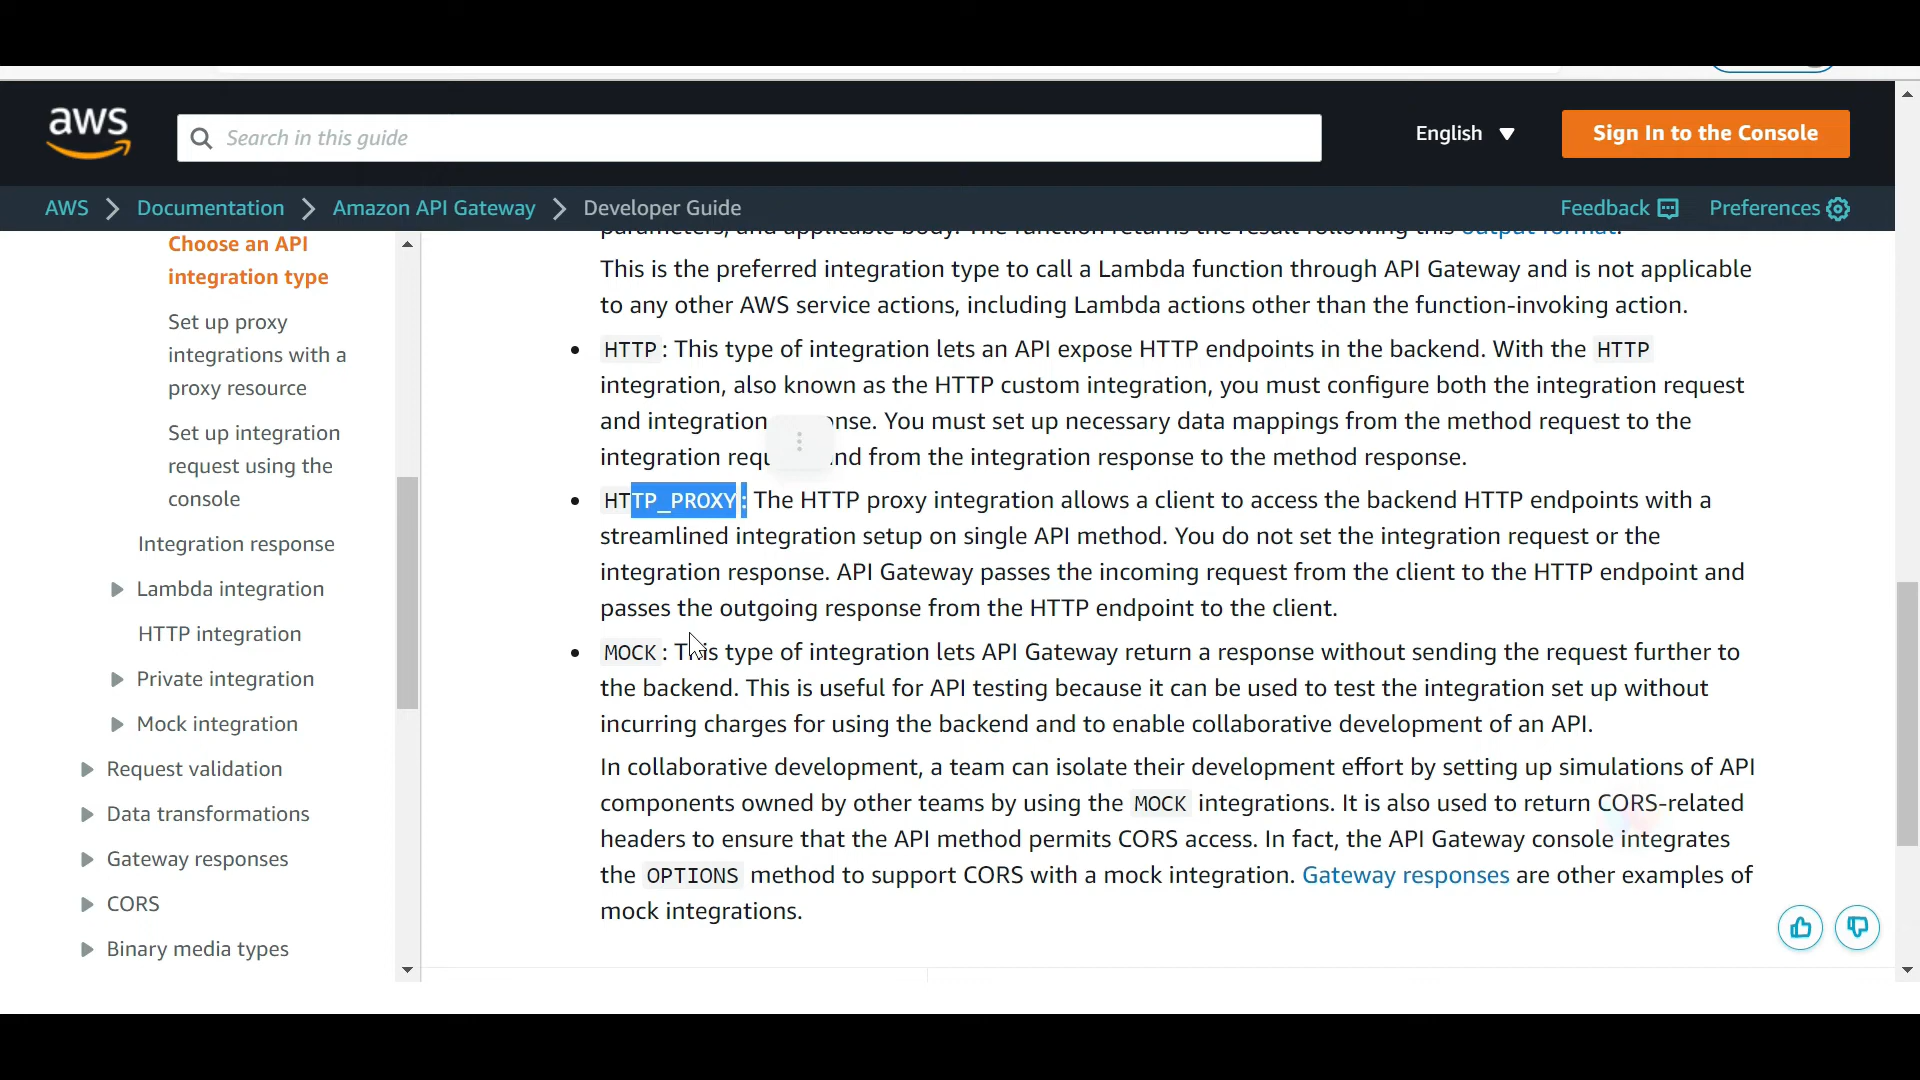 aws
Search in this guide
English
Sign In to the Console
AWS
Documentation
Amazon API Gateway
Developer Guide
Feedback
Preferences
Choose an API
integration type
Set up proxy
integrations with a
proxy resource
Set up integration
request using the
console
Integration response
Lambda integration
HTTP integration
Private integration
Mock integration
Request validation
Data transformations
Gateway responses
CORS
Binary media types
parameters, and applicable body. The function returns the result following this output format.
This is the preferred integration type to call a Lambda function through API Gateway and is not applicable
to any other AWS service actions, including Lambda actions other than the function-invoking action.
HTTP: This type of integration lets an API expose HTTP endpoints in the backend. With the HTTP
integration, also known as the HTTP custom integration, you must configure both the integration request
and integration You must set up necessary data mappings from the method request to the
integration and from the integration response to the method response.
HTTP_PROXY: The HTTP proxy integration allows a client to access the backend HTTP endpoints with a
streamlined integration setup on single API method. You do not set the integration request or the
integration response. API Gateway passes the incoming request from the client to the HTTP endpoint and
passes the outgoing response from the HTTP endpoint to the client.
MOCK: This type of integration lets API Gateway return a response without sending the request further to
the backend. This is useful for API testing because it can be used to test the integration set up without
incurring charges for using the backend and to enable collaborative development of an API.
In collaborative development, a team can isolate their development effort by setting up simulations of API
components owned by other teams by using the MOCK integrations. It is also used to return CORS-related
headers to ensure that the API method permits CORS access. In fact, the API Gateway console integrates
the OPTIONS method to support CORS with a mock integration. Gateway responses are other examples of
mock integrations.